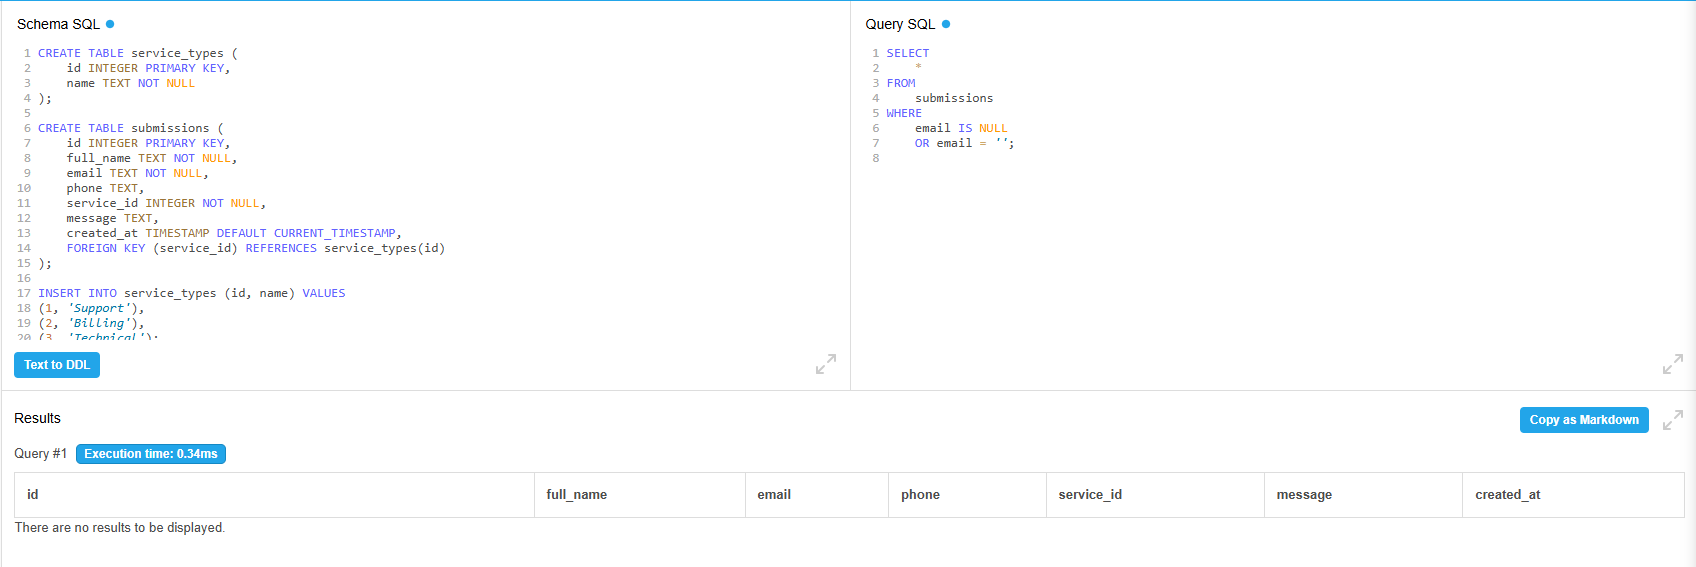 Schema SQL
1 CREATE TABLE service_types (
2     id INTEGER PRIMARY KEY,
3     name TEXT NOT NULL
4 );
5
6 CREATE TABLE submissions (
7     id INTEGER PRIMARY KEY,
8     full_name TEXT NOT NULL,
9     email TEXT NOT NULL,
10     phone TEXT,
11     service_id INTEGER NOT NULL,
12     message TEXT,
13     created_at TIMESTAMP DEFAULT CURRENT_TIMESTAMP,
14     FOREIGN KEY (service_id) REFERENCES service_types(id)
15 );
16
17 INSERT INTO service_types (id, name) VALUES
18 (1, 'Support'),
19 (2, 'Billing'),
20 (3, 'Technical');
Text to DDL
Query SQL
1 SELECT
2     *
3 FROM
4     submissions
5 WHERE
6     email IS NULL
7     OR email = '';
8
Results
Copy as Markdown
Query #1 Execution time: 0.34ms
id full_name email phone service_id message created_at
There are no results to be displayed.